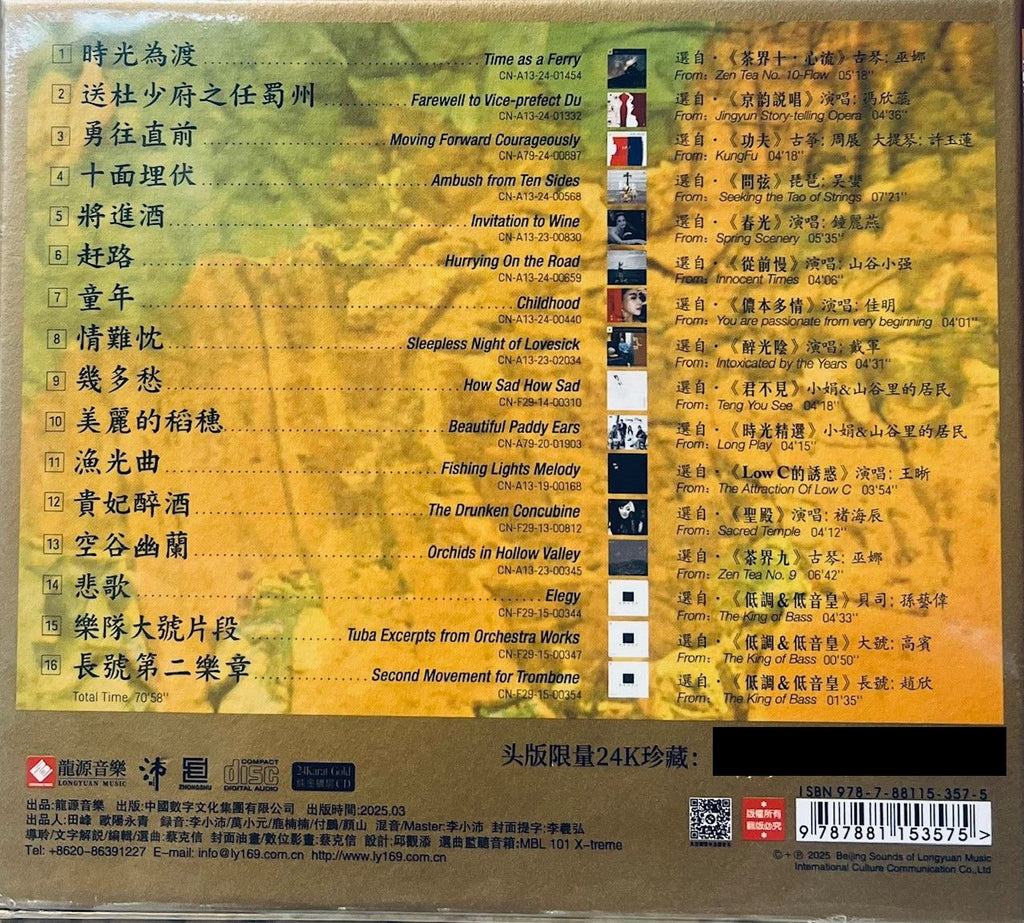 1 時光為渡 Time as a Ferry 選自·《茶界十·心流》古琴: 巫娜
CN-A13-24-01454 From: Zen Tea No. 10-Flow 05'18"
2 送杜少府之任蜀州 Farewell to Vice-prefect Du 選自·《京韵説唱》演唱: 馮欣蕊
CN-A13-24-01332 From: Jingyun Story-telling Opera 04'36"
3 勇往直前 Moving Forward Courageously 選自·《功夫》古筝: 周展 大提琴: 許玉蓮
CN-A79-24-00897 From: KungFu 04'18"
4 十面埋伏 Ambush from Ten Sides 選自·《問弦》琵琶: 吴蠻
CN-A13-24-00568 From: Seeking the Tao of Strings 07'21"
5 將進酒 Invitation to Wine 選自·《春光》演唱: 鐘麗燕
CN-A13-23-00830 From: Spring Scenery 05'35"
6 赶路 Hurrying On the Road 選自·《從前慢》演唱: 山谷小强
CN-A13-24-00659 From: Innocent Times 04'06"
7 童年 Childhood 選自·《儂本多情》演唱: 佳明
CN-A13-24-00440 From: You are passionate from very beginning 04'01"
8 情難忱 Sleepless Night of Lovesick 選自·《醉光陰》演唱: 戴軍
CN-A13-23-02034 From: Intoxicated by the Years 04'31"
9 幾多愁 How Sad How Sad 選自·《君不見》小娟&山谷里的居民
CN-F29-14-00310 From: Teng You See 04'18"
10 美麗的稻穗 Beautiful Paddy Ears 選自·《時光精選》小娟&山谷里的居民
CN-A79-20-01903 From: Long Play 04'15"
11 漁光曲 Fishing Lights Melody 選自·《Low C的誘惑》演唱: 王晰
CN-A13-19-00168 From: The Attraction Of Low C 03'54"
12 貴妃醉酒 The Drunken Concubine 選自·《聖殿》演唱: 褚海辰
CN-F29-13-00812 From: Sacred Temple 04'12"
13 空谷幽蘭 Orchids in Hollow Valley 選自·《茶界九》古琴: 巫娜
CN-A13-23-00345 From: Zen Tea No. 9 06'42"
14 悲歌 Elegy 選自·《低調&低音皇》貝司: 孫藝偉
CN-F29-15-00344 From: The King of Bass 04'33"
15 樂隊大號片段 Tuba Excerpts from Orchestra Works 選自·《低調&低音皇》大號: 高賓
CN-F29-15-00347 From: The King of Bass 00'50"
16 長號第二樂章 Second Movement for Trombone 選自·《低調&低音皇》長號: 趙欣
CN-F29-15-00354 From: The King of Bass 01'35"
Total Time 70'58"
头版限量24K珍藏:
龍源音樂
LONGYUAN MUSIC
沛
ZHONGSHU
COMPACT
disc
DIGITAL AUDIO
24Karat Gold
純金鍍層CD
出品:龍源音樂 出版:中國數字文化集團有限公司 出版時間:2025.03
出品人:田峰 歐陽永青 録音:李小沛/萬小元/鹿楠楠/付鵬/顔山 混音/Master:李小沛 封面提字:李羲弘
導聆/文字解説/編輯/選曲:蔡克信 封面油畫/數位影畫:蔡克信 設計:邱觀添 選曲監聽音箱:MBL 101 X-treme
Tel: +8620-86391227 E-mail: info@ly169.com.cn http://www.ly169.com.cn
版權所有
翻版必究
ISBN 978-7-88115-357-5
9 787881 153575 >
©+℗ 2025 Beijing Sounds of Longyuan Music
International Culture Communication Co.,Ltd